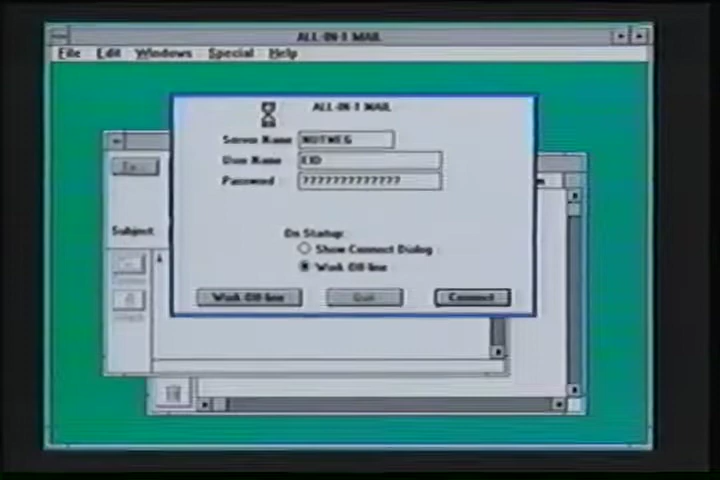 ALL-IN-1 MAIL
File Edit Windows Special Help
ALL-IN-1 MAIL
Server Name NUTMEG
User Name
Password ?????????????
On Startup:
Show Connect Dialog
Work Off-line
Work Off-line Quit Connect
To:
Subject